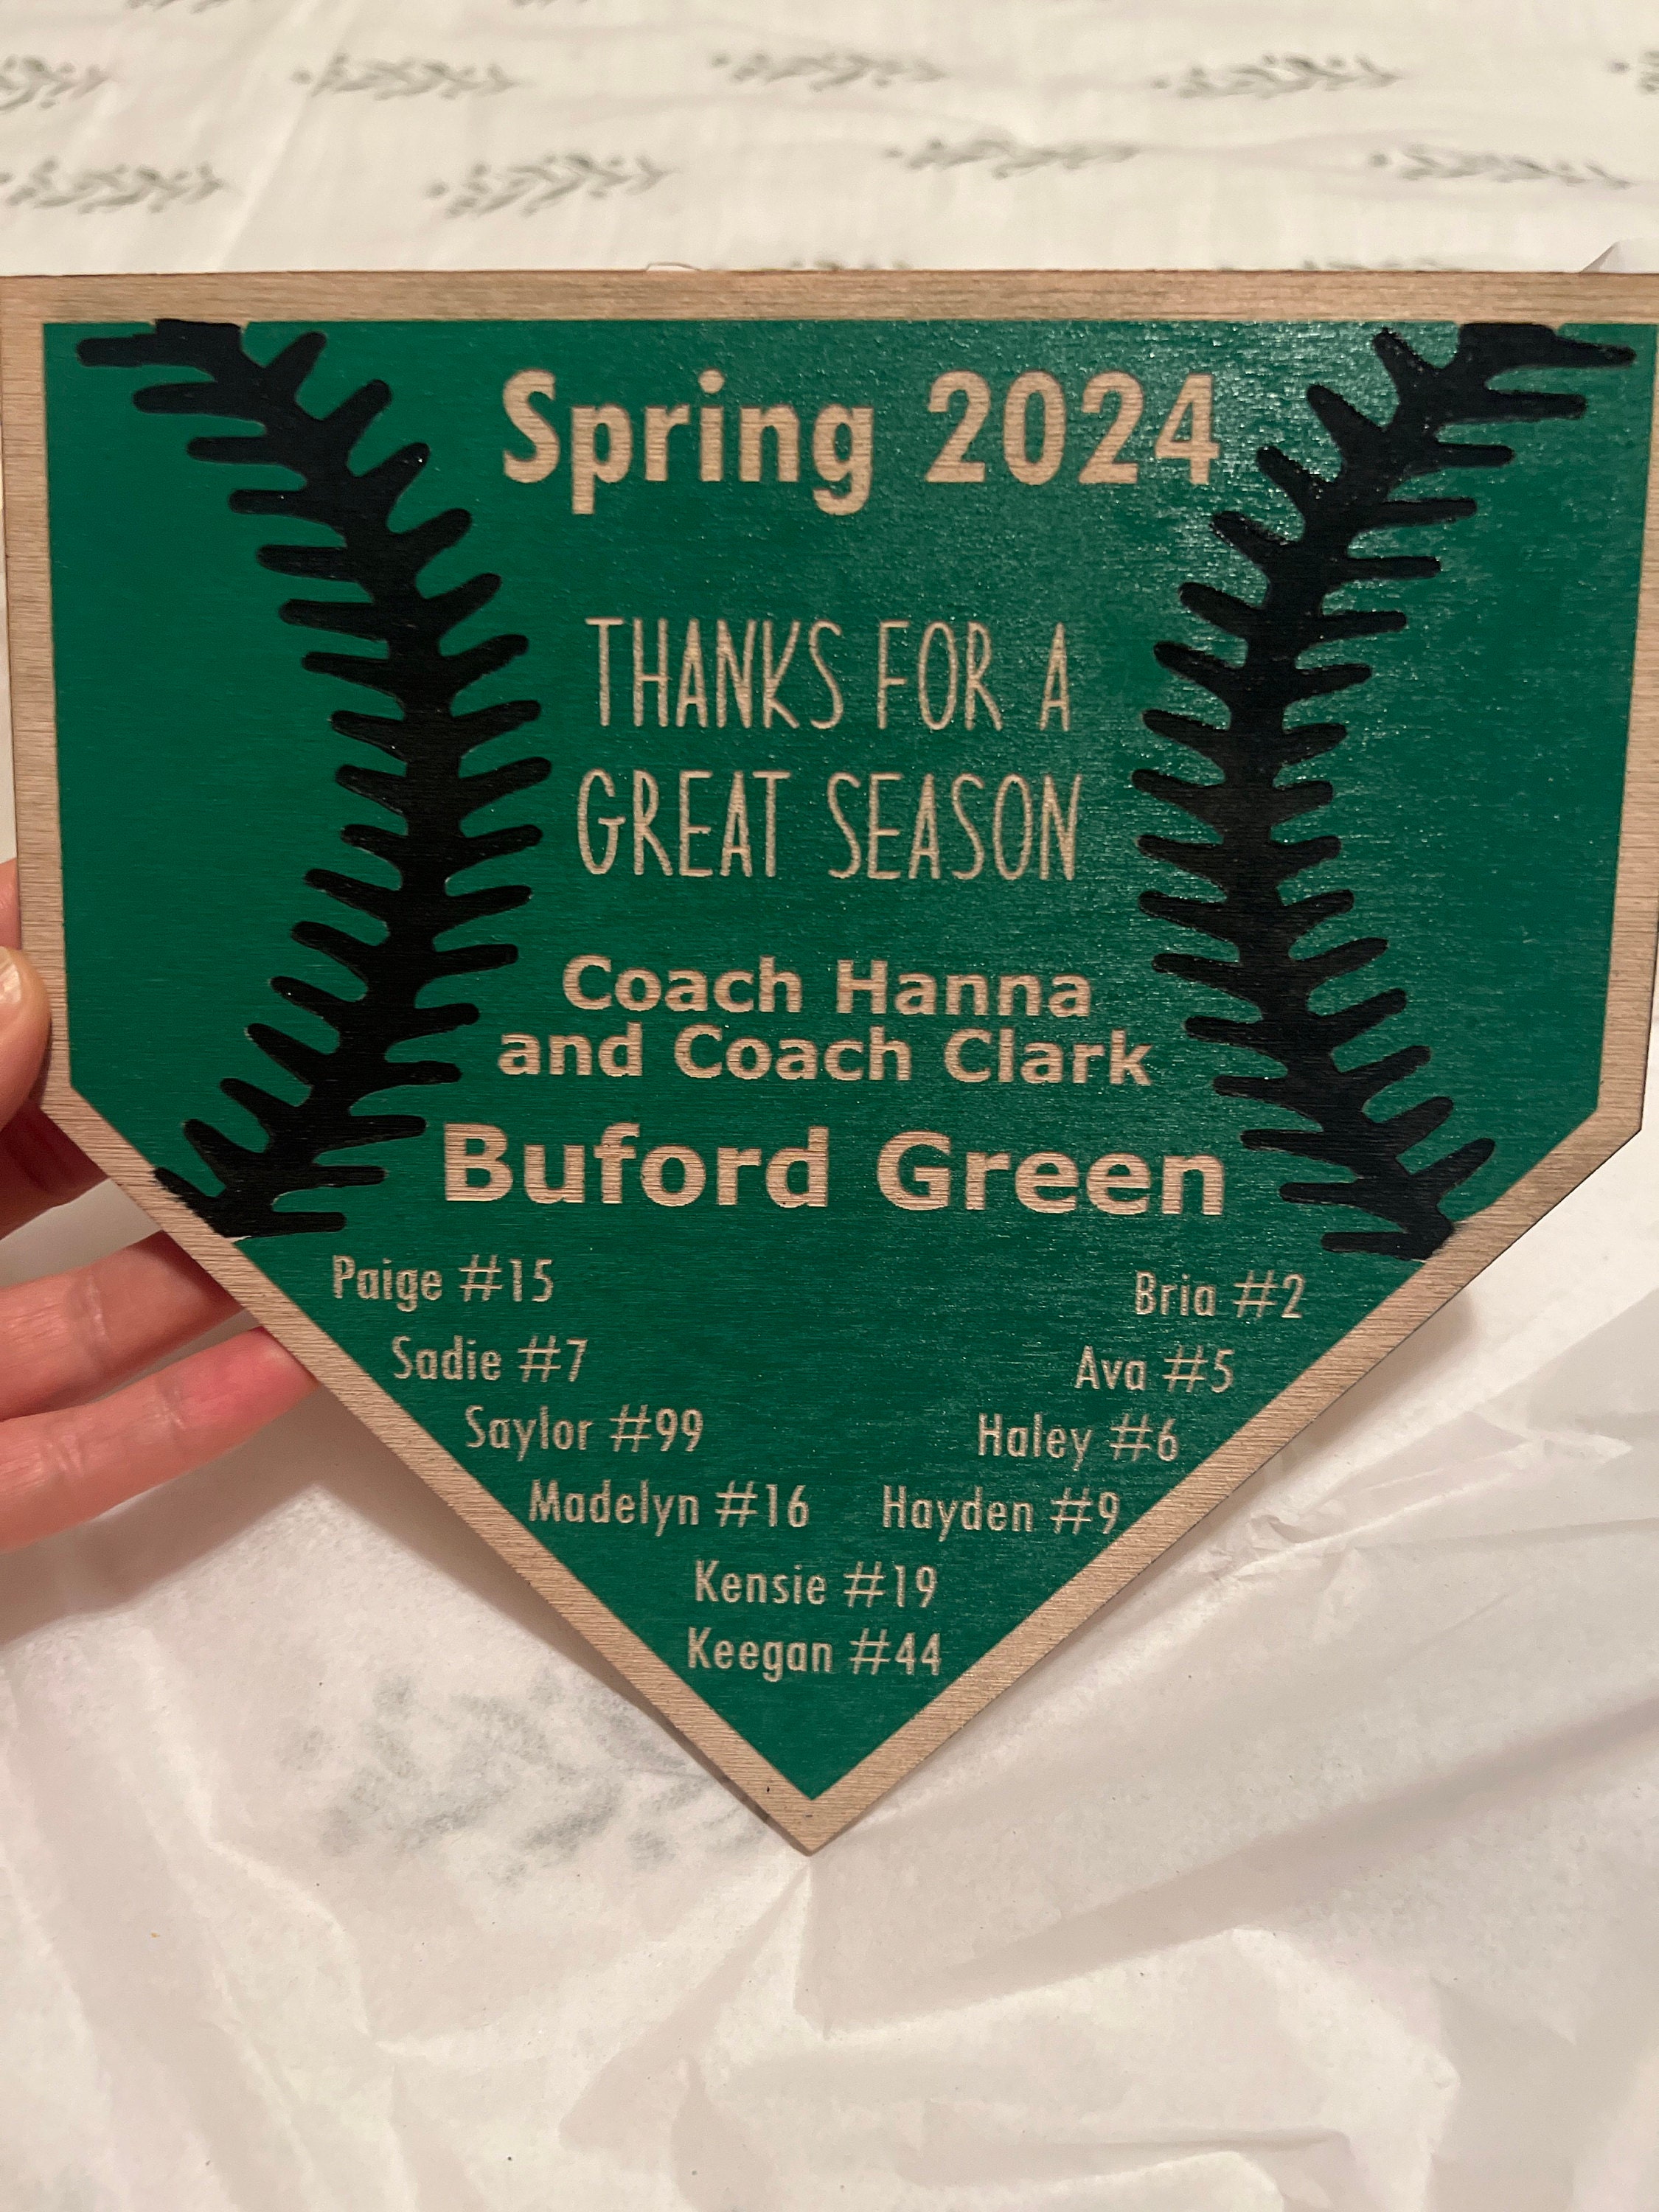 Spring 2024
THANKS FOR A
GREAT SEASON
Coach Hanna
and Coach Clark
Buford Green
Paige #15
Bria #2
Sadie #7
Ava #5
Saylor #99
Haley #6
Madelyn #16
Hayden #9
Kensie #19
Keegan #44